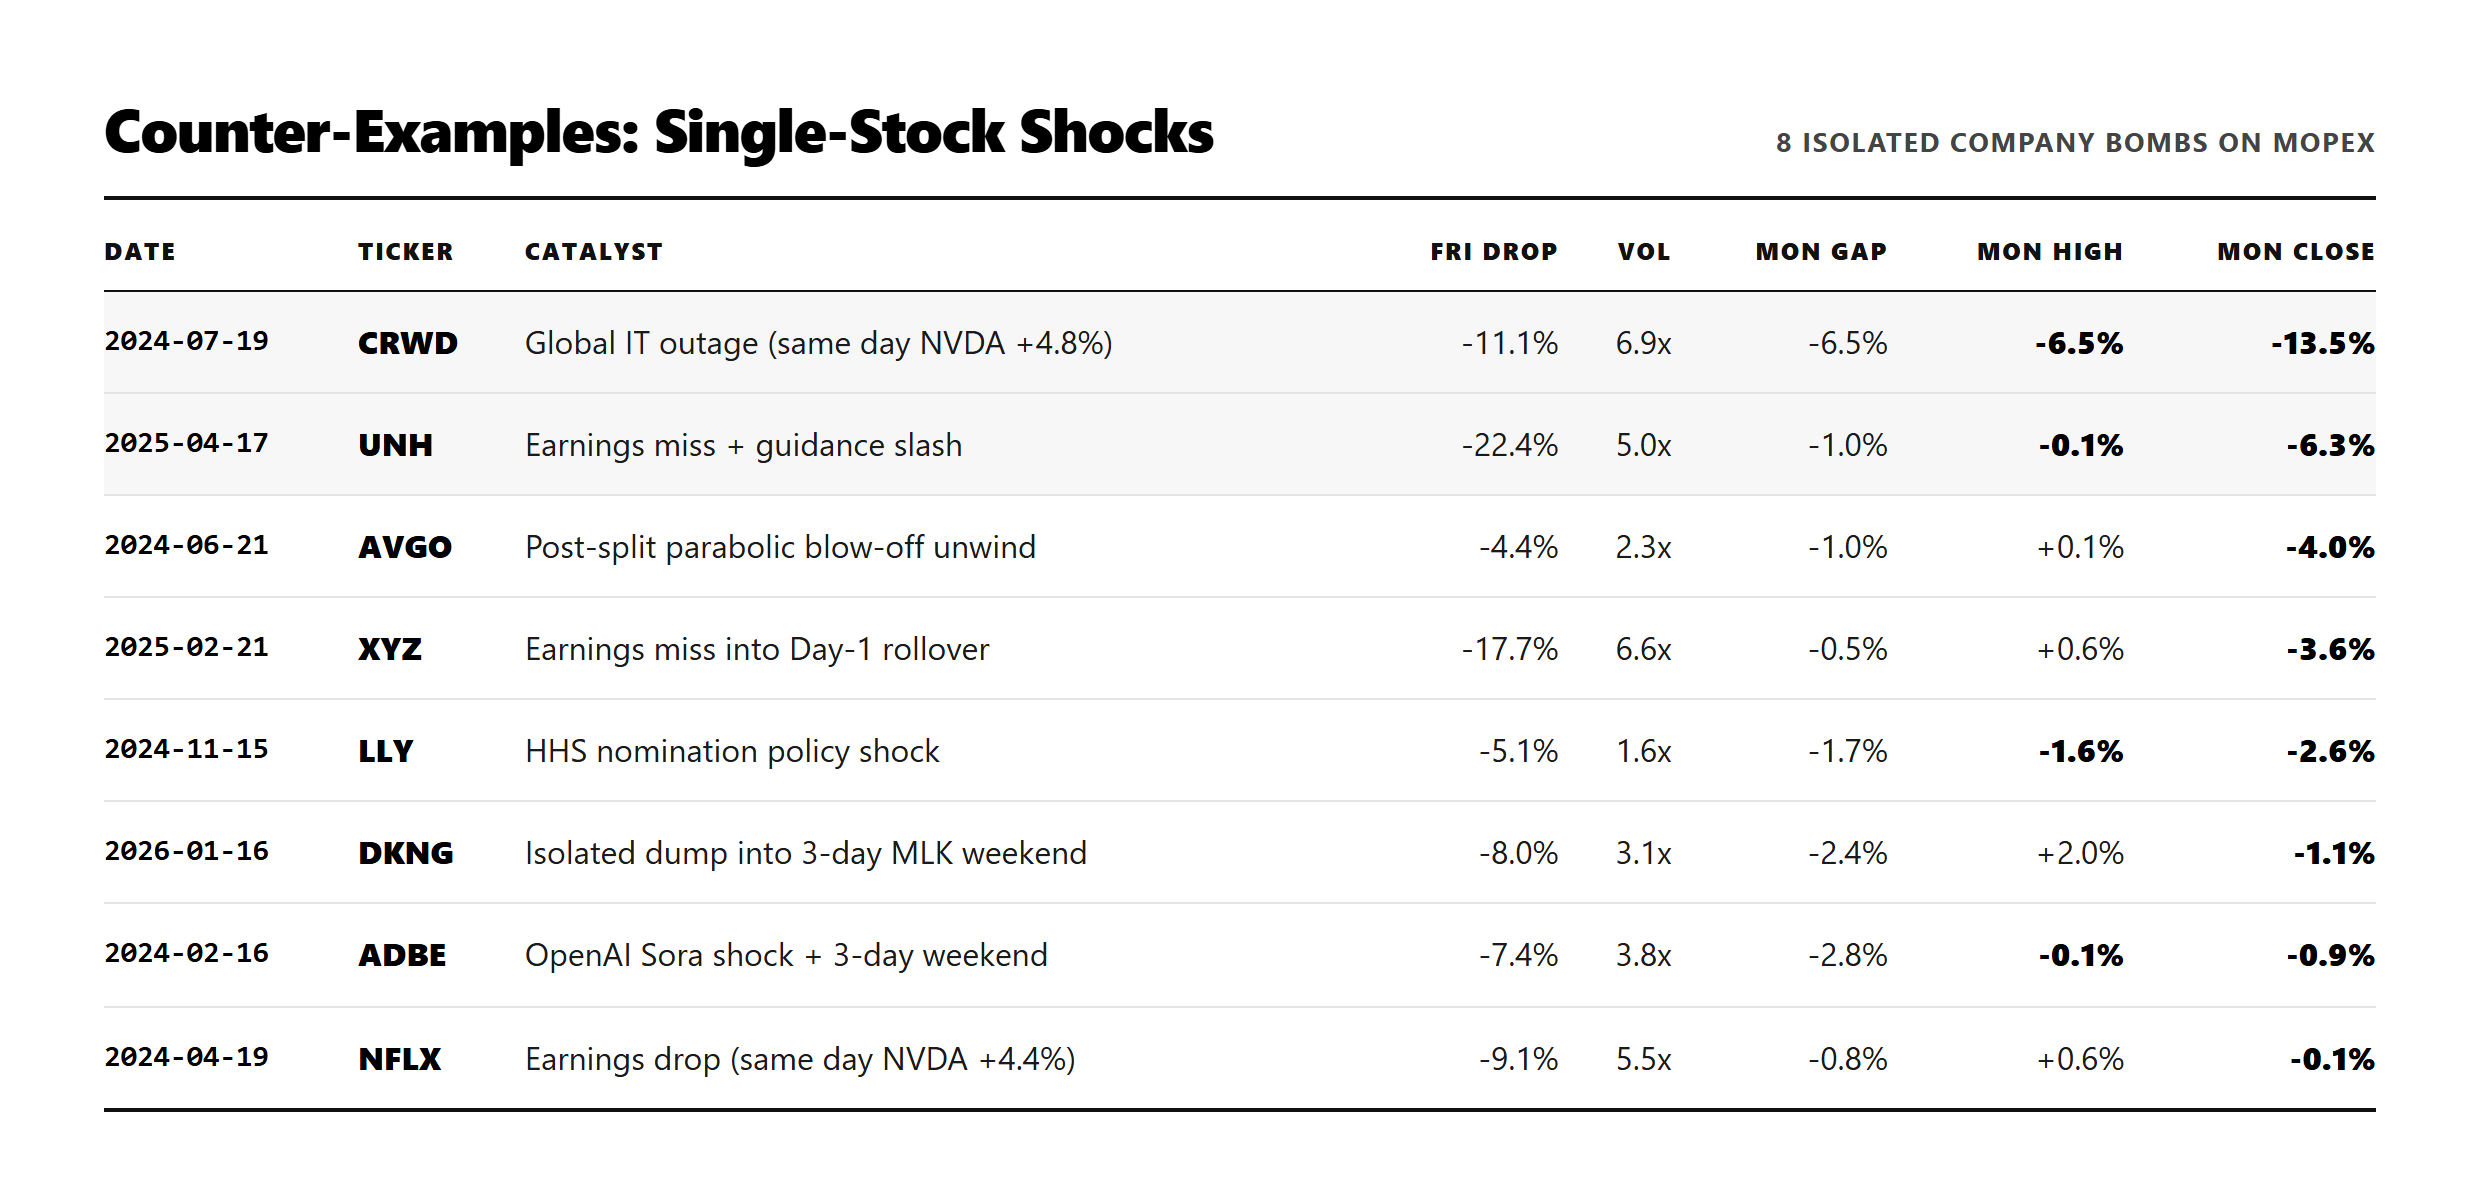 Counter-Examples: Single-Stock Shocks
8 ISOLATED COMPANY BOMBS ON MOPEX
DATE TICKER CATALYST FRI DROP VOL MON GAP MON HIGH MON CLOSE
2024-07-19 CRWD Global IT outage (same day NVDA +4.8%) -11.1% 6.9x -6.5% -6.5% -13.5%
2025-04-17 UNH Earnings miss + guidance slash -22.4% 5.0x -1.0% -0.1% -6.3%
2024-06-21 AVGO Post-split parabolic blow-off unwind -4.4% 2.3x -1.0% +0.1% -4.0%
2025-02-21 XYZ Earnings miss into Day-1 rollover -17.7% 6.6x -0.5% +0.6% -3.6%
2024-11-15 LLY HHS nomination policy shock -5.1% 1.6x -1.7% -1.6% -2.6%
2026-01-16 DKNG Isolated dump into 3-day MLK weekend -8.0% 3.1x -2.4% +2.0% -1.1%
2024-02-16 ADBE OpenAI Sora shock + 3-day weekend -7.4% 3.8x -2.8% -0.1% -0.9%
2024-04-19 NFLX Earnings drop (same day NVDA +4.4%) -9.1% 5.5x -0.8% +0.6% -0.1%